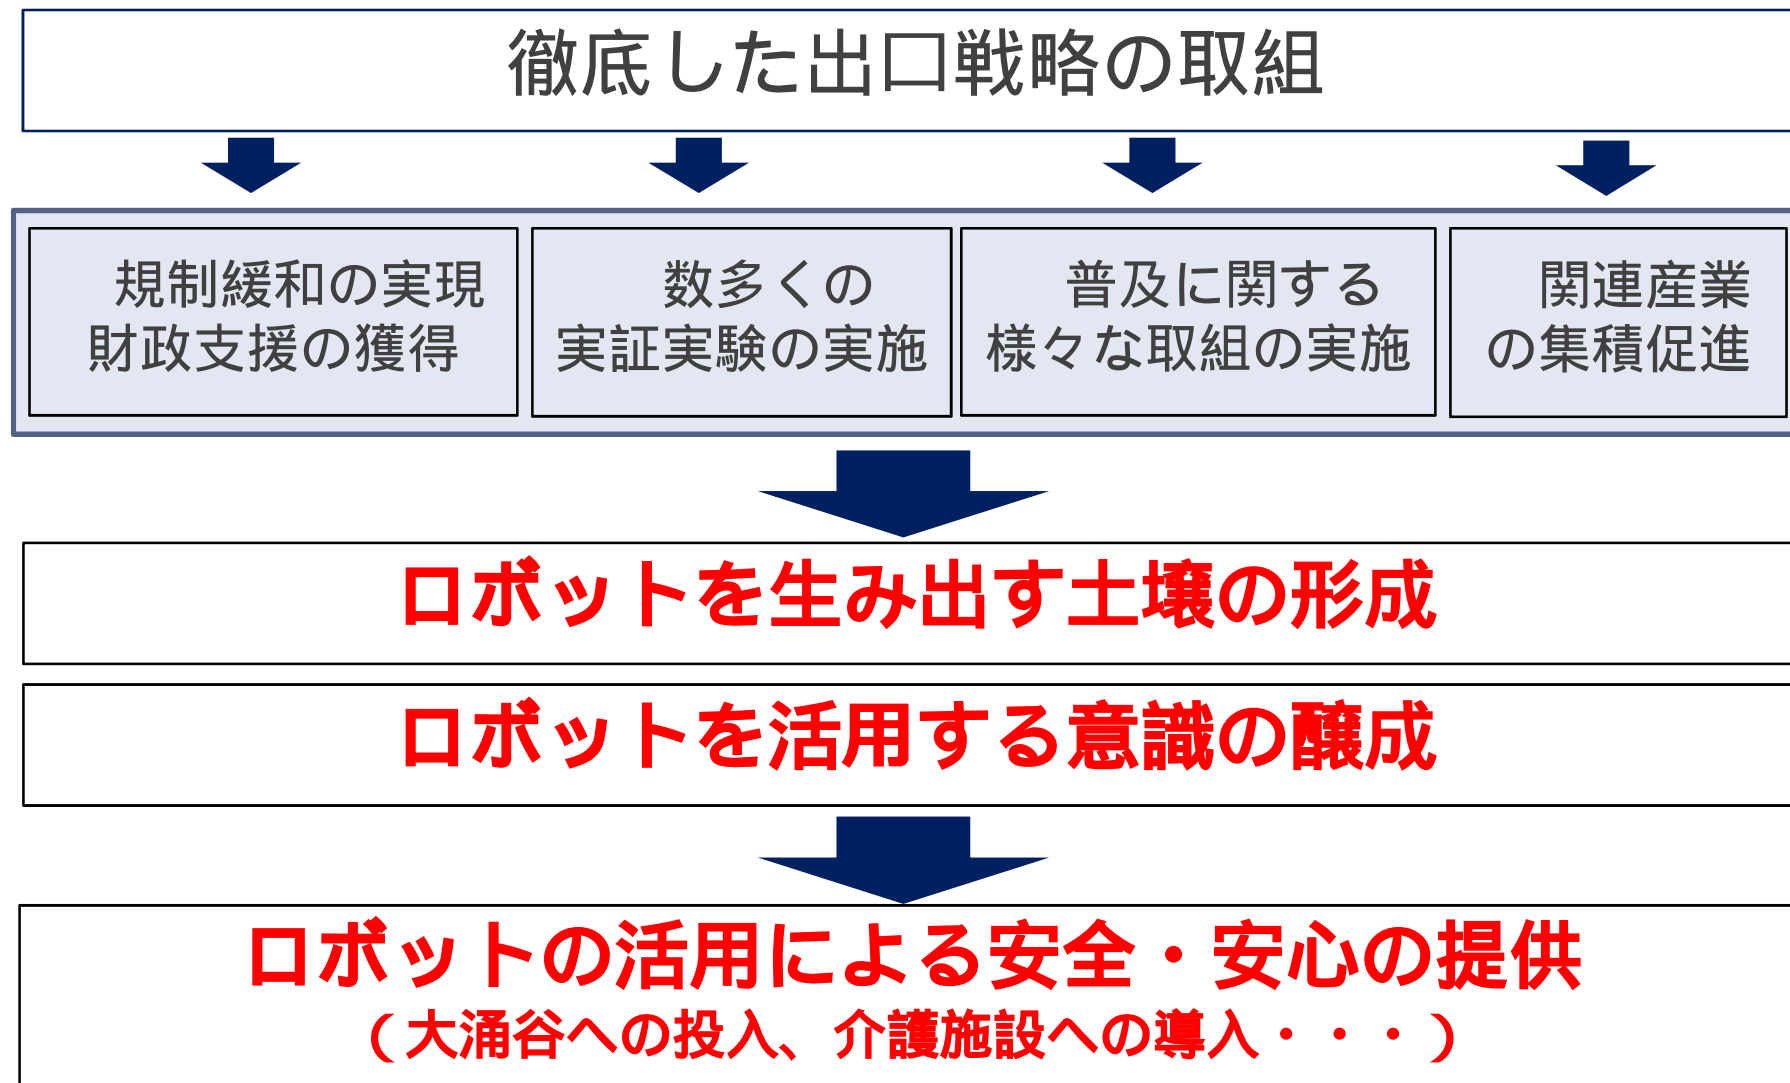 徹底した出口戦略の取組
規制緩和の実現
財政支援の獲得
数多くの
実証実験の実施
普及に関する
様々な取組の実施
関連産業
の集積促進
ロボットを生み出す土壌の形成
ロボットを活用する意識の醸成
ロボットの活用による安全・安心の提供
（大涌谷への投入、介護施設への導入・・・）